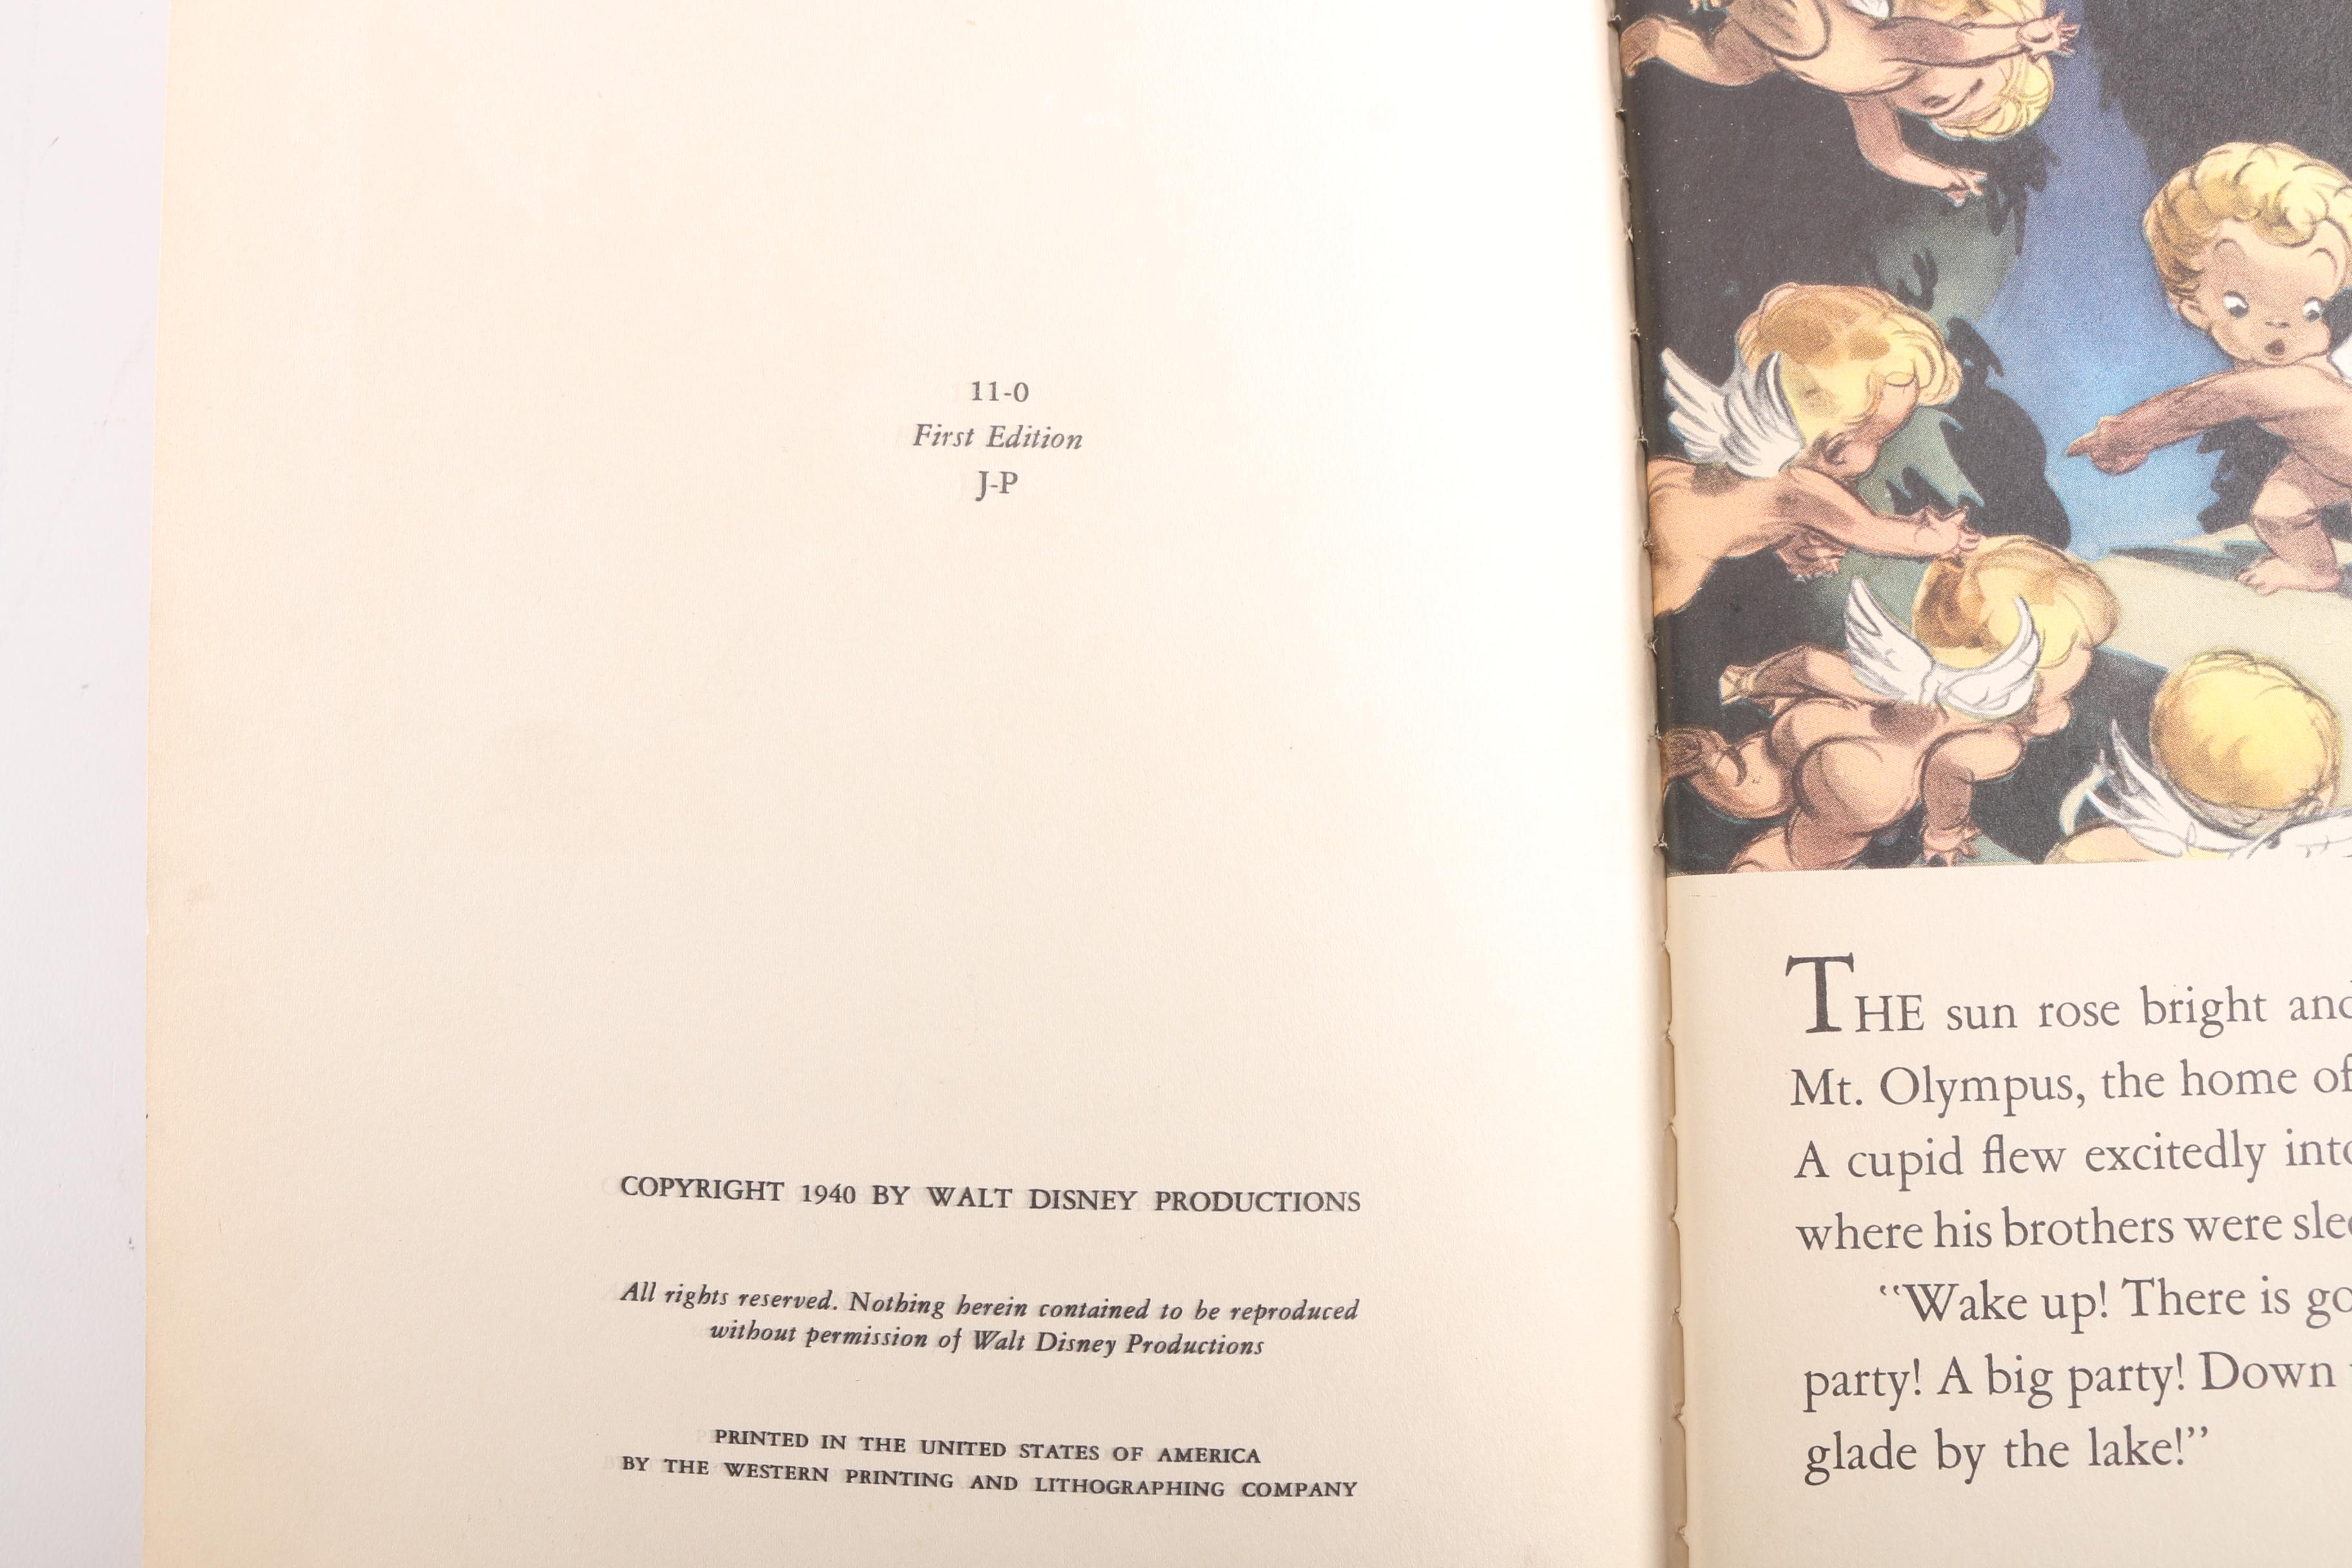 11-0
First Edition
J-P
COPYRIGHT 1940 BY WALT DISNEY PRODUCTIONS
All rights reserved. Nothing herein contained to be reproduced
without permission of Walt Disney Productions
PRINTED IN THE UNITED STATES OF AMERICA
BY THE WESTERN PRINTING AND LITHOGRAPHING COMPANY
THE sun rose bright and
Mt. Olympus, the home of
A cupid flew excitedly into
where his brothers were
“Wake up! There is
party! A big party! Down
glade by the lake!”